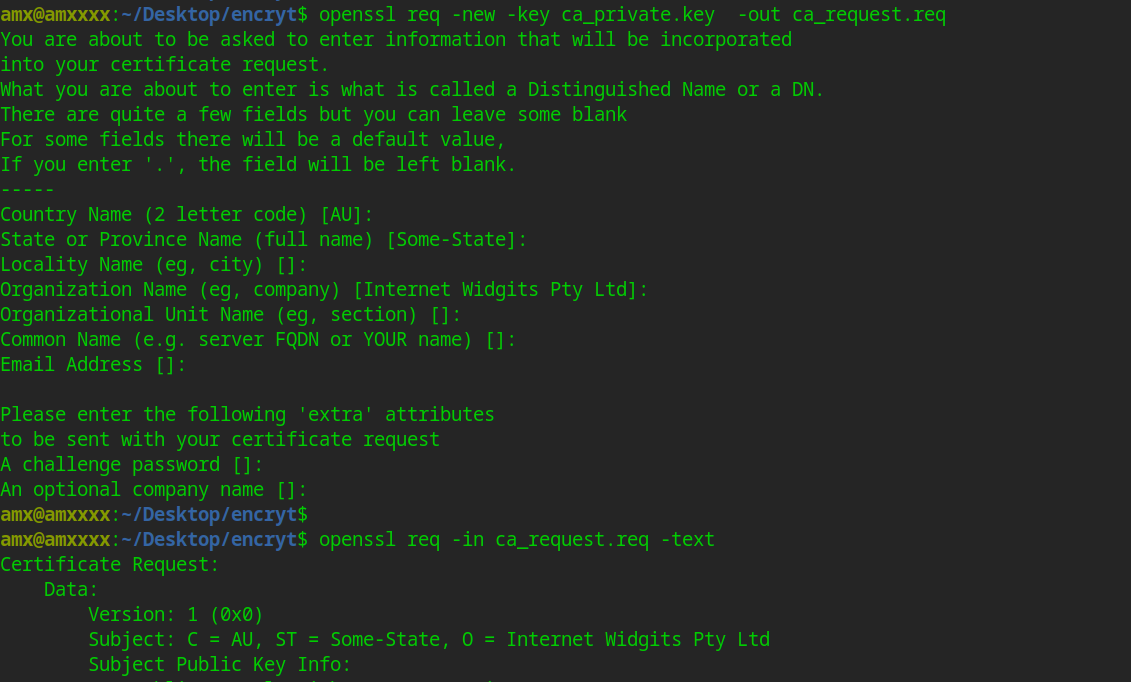 amx@amxxxx:~/Desktop/encryt$ openssl req -new -key ca_private.key  -out ca_request.req
You are about to be asked to enter information that will be incorporated
into your certificate request.
What you are about to enter is what is called a Distinguished Name or a DN.
There are quite a few fields but you can leave some blank
For some fields there will be a default value,
If you enter '.', the field will be left blank.
-----
Country Name (2 letter code) [AU]:
State or Province Name (full name) [Some-State]:
Locality Name (eg, city) []:
Organization Name (eg, company) [Internet Widgits Pty Ltd]:
Organizational Unit Name (eg, section) []:
Common Name (e.g. server FQDN or YOUR name) []:
Email Address []:

Please enter the following 'extra' attributes
to be sent with your certificate request
A challenge password []:
An optional company name []:
amx@amxxxx:~/Desktop/encryt$
amx@amxxxx:~/Desktop/encryt$ openssl req -in ca_request.req -text
Certificate Request:
    Data:
        Version: 1 (0x0)
        Subject: C = AU, ST = Some-State, O = Internet Widgits Pty Ltd
        Subject Public Key Info: